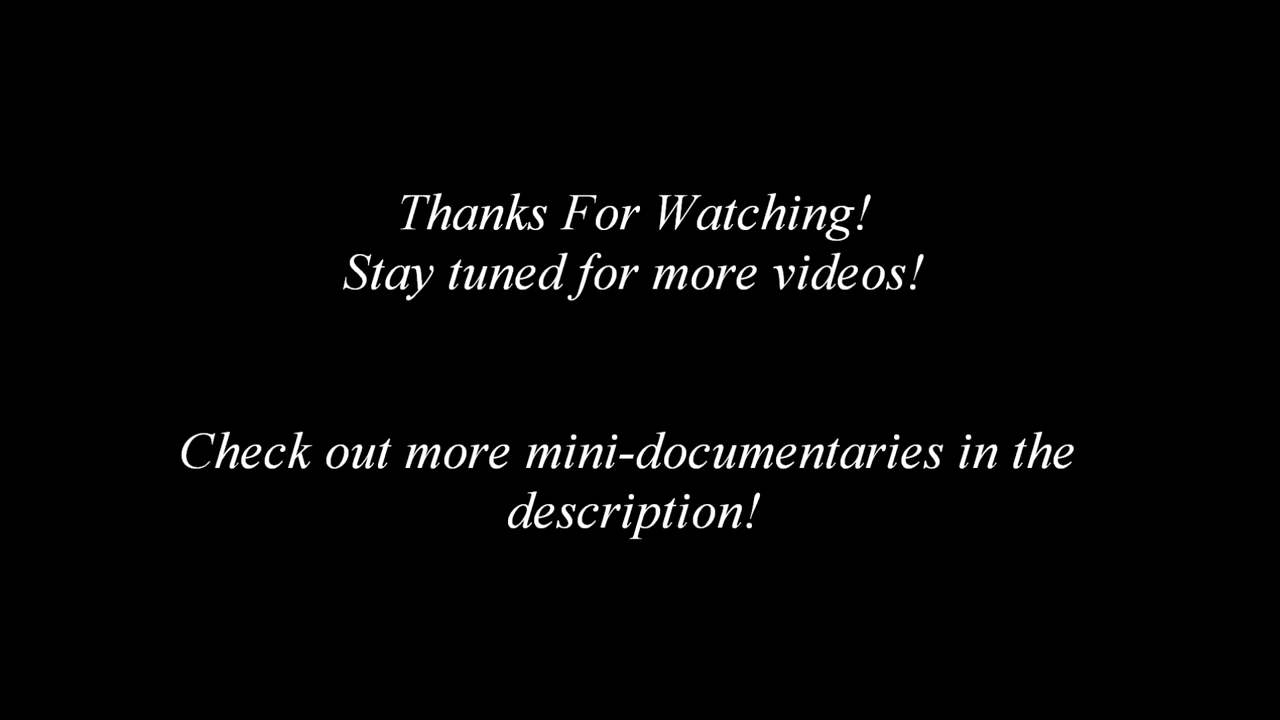 Thanks For Watching!
Stay tuned for more videos!
Check out more mini-documentaries in the
description!